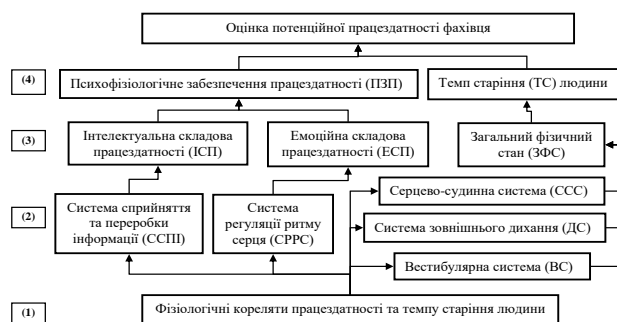 Оцінка потенційної працездатності фахівця
(4)
Психофізіологічне забезпечення працездатності (ПЗП)
Темп старіння (ТС) людини
(3)
Інтелектуальна складова
працездатності (ІСП)
Емоційна складова
працездатності (ЕСП)
Загальний фізичний
стан (ЗФС)
(2)
Система сприйняття
та переробки
інформації (ССПІ)
Система
регуляції ритму
серця (СРРС)
Серцево-судинна система (ССС)
Система зовнішнього дихання (ДС)
Вестибулярна система (ВС)
(1)
Фізіологічні кореляти працездатності та темпу старіння людини